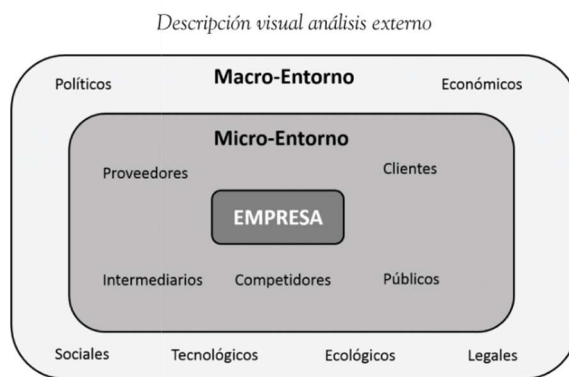 Descripción visual análisis externo
Políticos Macro-Entorno Económicos
Micro-Entorno
Proveedores Clientes
EMPRESA
Intermediarios Competidores Públicos
Sociales Tecnológicos Ecológicos Legales